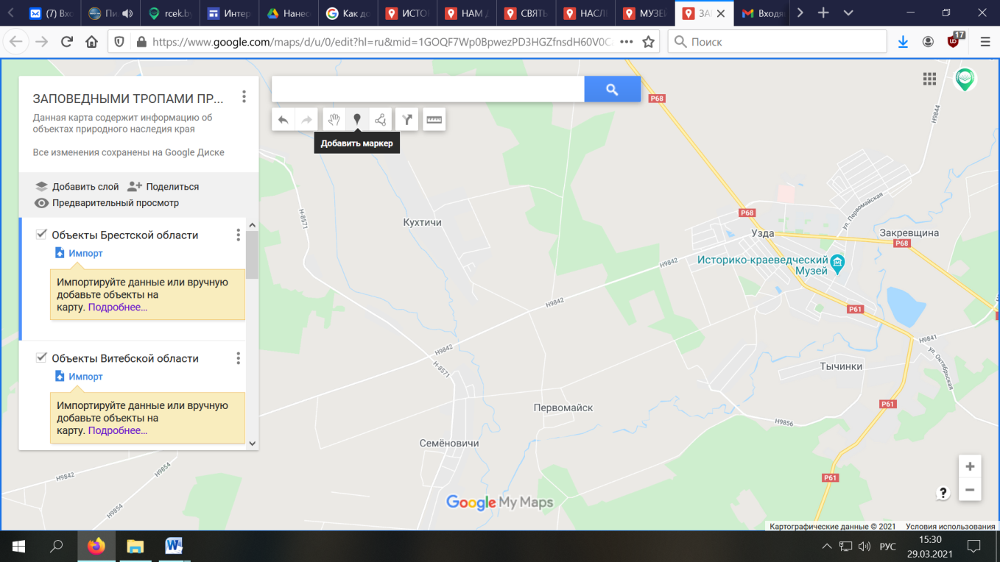 (7) Вхо
Пи
rcek.by
Интер
Нанес
Как до
ИСТО
НАМ Д
СВЯТЬ
НАСЛ
МУЗЕ
ЗАП
Входя
https://www.google.com/maps/d/u/0/edit?hl=ru&mid=1GOQF7Wp0BpwezPD3HGZfnsdH60V0C
Поиск
17
ЗАПОВЕДНЫМИ ТРОПАМИ ПР...
Данная карта содержит информацию об
объектах природного наследия края
Все изменения сохранены на Google Диске
Добавить слой
Поделиться
Предварительный просмотр
Объекты Брестской области
Импорт
Импортируйте данные или вручную
добавьте объекты на
карту. Подробнее...
Объекты Витебской области
Импорт
Импортируйте данные или вручную
добавьте объекты на
карту. Подробнее...
Добавить маркер
P68
H9844
H-8571
Кухтичи
P68
ул. Первомайская
Узда
Закревщина
P68
H9842
Историко-краеведческий
Музей
H9842
P61
H9841
H9842
ул. Октябрьская
H-8571
Тычинки
Первомайск
P61
H9856
Семёновичи
H9854
H9842
P61
H9854
Google My Maps
Картографические данные © 2021
Условия использования
РУС
15:30
29.03.2021